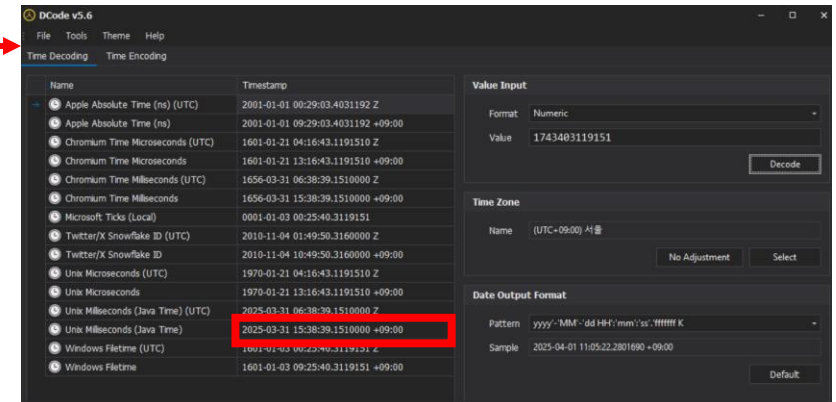 DCode v5.6
File Tools Theme Help
Time Decoding Time Encoding
Name Timestamp
Apple Absolute Time (ns) (UTC) 2001-01-01 00:29:03.4031192 Z
Apple Absolute Time (ns) 2001-01-01 09:29:03.4031192 +09:00
Chromium Time Microseconds (UTC) 1601-01-21 04:16:43.1191510 Z
Chromium Time Microseconds 1601-01-21 13:16:43.1191510 +09:00
Chromium Time Miliseconds (UTC) 1656-03-31 06:38:39.1510000 Z
Chromium Time Miliseconds 1656-03-31 15:38:39.1510000 +09:00
Microsoft Ticks (Local) 0001-01-03 00:25:40.3119151
Twitter/X Snowflake ID (UTC) 2010-11-04 01:49:50.3160000 Z
Twitter/X Snowflake ID 2010-11-04 10:49:50.3160000 +09:00
Unix Microseconds (UTC) 1970-01-21 04:16:43.1191510 Z
Unix Microseconds 1970-01-21 13:16:43.1191510 +09:00
Unix Miliseconds (Java Time) (UTC) 2025-03-31 06:38:39.1510000 Z
Unix Miliseconds (Java Time) 2025-03-31 15:38:39.1510000 +09:00
Windows Filetime (UTC) 1601-01-03 00:25:40.3119151 Z
Windows Filetime 1601-01-03 09:25:40.3119151 +09:00
Value Input
Format Numeric
Value 1743403119151
Decode
Time Zone
Name (UTC+09:00) 서울
No Adjustment Select
Date Output Format
Pattern yyyy'-'MM'-'dd HH':'mm':'ss'.'fffffff K
Sample 2025-04-01 11:05:22.2801690 +09:00
Default